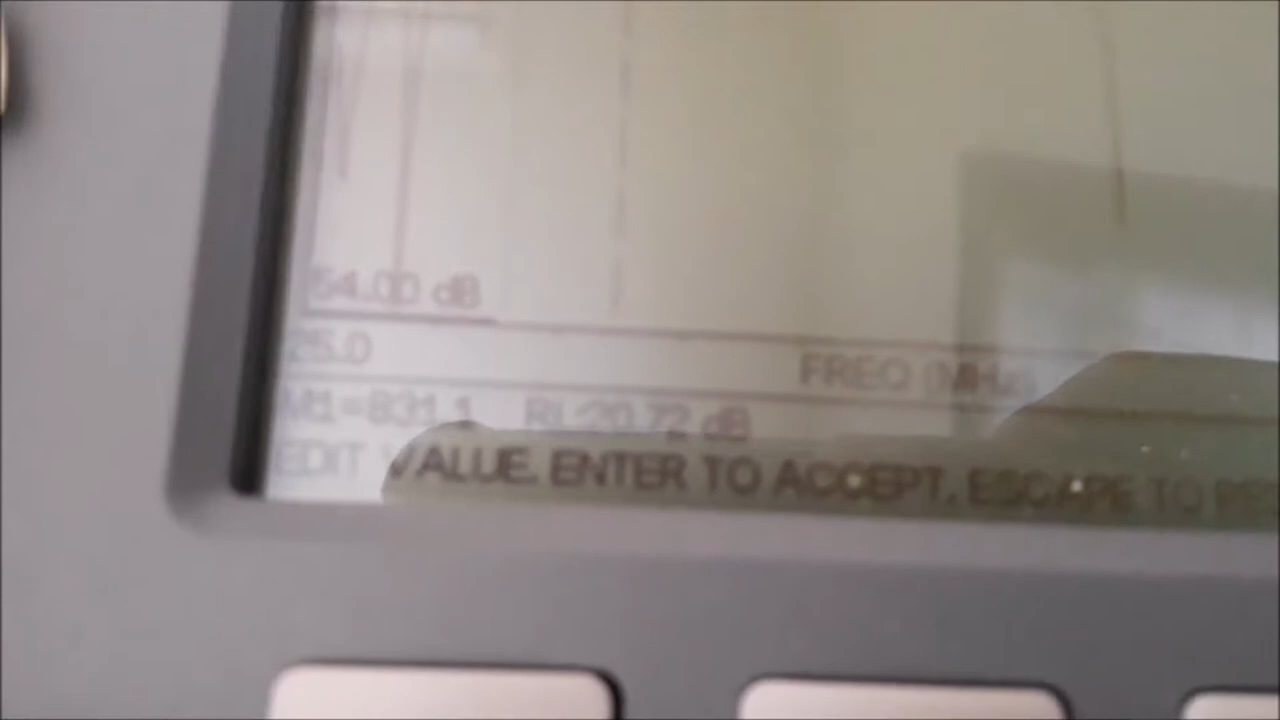 54.00 dB
25.0 FREQ (MHz)
M1=831.1 RL:20.72 dB
EDIT VALUE. ENTER TO ACCEPT, ESCAPE TO